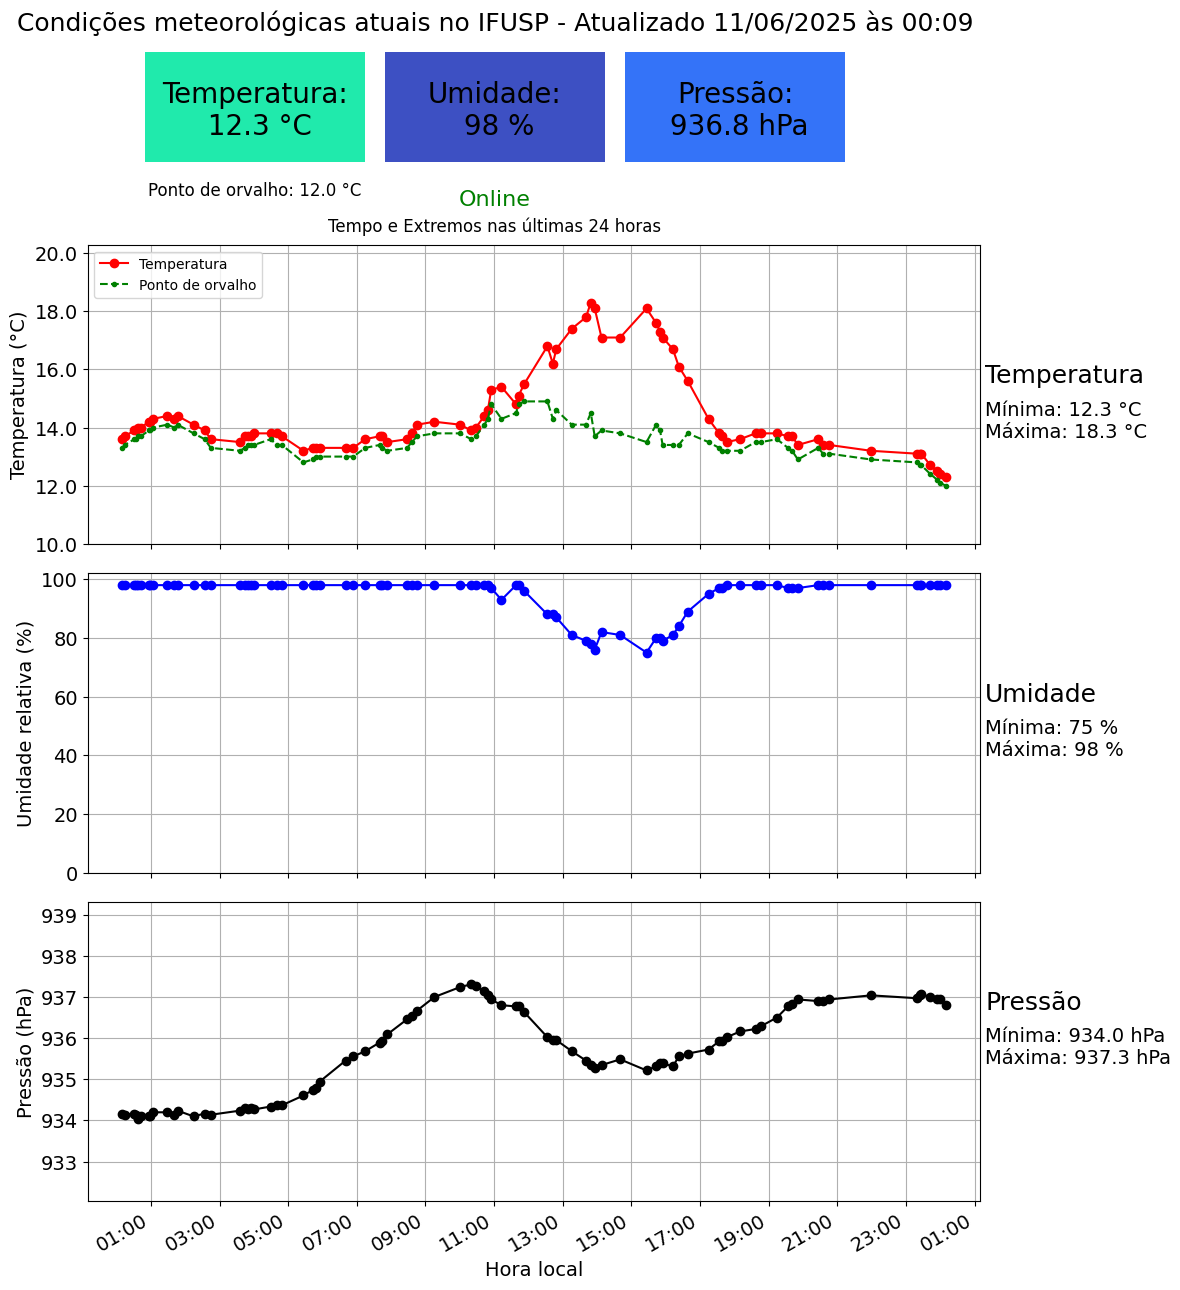 Condições meteorológicas atuais no IFUSP - Atualizado 11/06/2025 às 00:09
Temperatura:
12.3 °C
Umidade:
98 %
Pressão:
936.8 hPa
Ponto de orvalho: 12.0 °C
Online
Tempo e Extremos nas últimas 24 horas
Temperatura (°C)
20.0
18.0
16.0
14.0
12.0
10.0
Temperatura
Ponto de orvalho
Temperatura
Mínima: 12.3 °C
Máxima: 18.3 °C
Umidade relativa (%)
100
80
60
40
20
0
Umidade
Mínima: 75 %
Máxima: 98 %
Pressão (hPa)
939
938
937
936
935
934
933
Pressão
Mínima: 934.0 hPa
Máxima: 937.3 hPa
01:00 03:00 05:00 07:00 09:00 11:00 13:00 15:00 17:00 19:00 21:00 23:00 01:00
Hora local